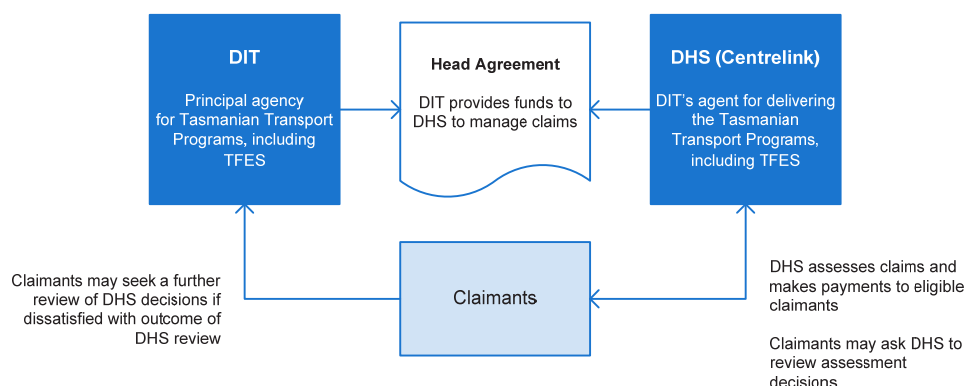 DIT
Principal agency
for Tasmanian Transport
Programs, including
TFES
Head Agreement
DIT provides funds to
DHS to manage claims
DHS (Centrelink)
DIT's agent for delivering
the Tasmanian
Transport Programs,
including TFES
Claimants may seek a further
review of DHS decisions if
dissatisfied with outcome of
DHS review
Claimants
DHS assesses claims and
makes payments to eligible
claimants
Claimants may ask DHS to
review assessment
decisions